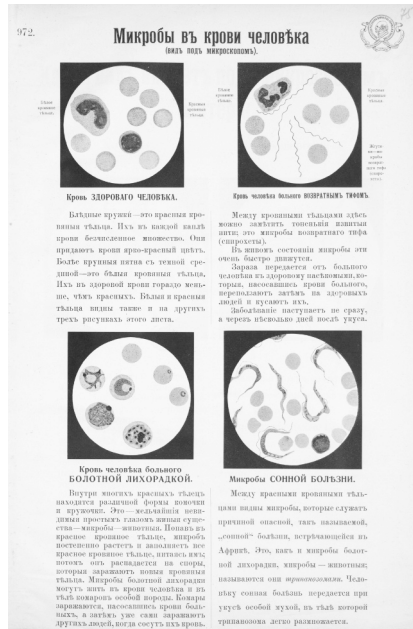 972.
Микробы въ крови человѣка
(видъ подъ микроскопомъ).
Кровь ЗДОРОВАГО ЧЕЛОВѢКА.
Блѣдные кружки—это красныя кро-
вяныя тѣльца. Ихъ въ каждой каплѣ
крови безчисленное множество. Они
придаютъ крови ярко-красный цвѣтъ.
Болѣе крупныя пятна съ темной сре-
диной—это бѣлыя кровяныя тѣльца,
Ихъ въ здоровой крови гораздо мень-
ше, чѣмъ красныхъ. Бѣлыя и красныя
тѣльца видны также и на другихъ
трехъ рисункахъ этого листа.
Кровь человѣка больного ВОЗВРАТНЫМЪ ТИФОМЪ.
Между кровяными тѣльцами здѣсь
можно замѣтить тоненькія извитыя
нити; это микробы возвратнаго тифа
(спирохеты).
Въ живомъ состояніи микробы эти
очень быстро движутся.
Зараза передается отъ больного
человѣка къ здоровому насѣкомыми, ко-
торыя, насосавшись крови больного,
переползаютъ затѣмъ на здоровыхъ
людей и кусаютъ ихъ.
Заболѣваніе наступаетъ не сразу,
а черезъ нѣсколько дней послѣ укуса.
Кровь человѣка больного
БОЛОТНОЙ ЛИХОРАДКОЙ.
Внутри многихъ красныхъ тѣлецъ
находятся различной формы комочки
и кружочки. Это—мельчайшія неви-
димыя простымъ глазомъ живыя суще-
ства—микробы—животныя. Попавъ въ
красное кровяное тѣльце, микробъ
постепенно растетъ и заполняетъ все
красное кровяное тѣльце, питаясь имъ;
потомъ онъ распадается на споры,
которыя заражаютъ новыя кровяныя
тѣльца. Микробы болотной лихорадки
могутъ жить въ крови человѣка и въ
тѣлѣ комаровъ особой породы. Комары
заражаются, насосавшись крови боль-
ныхъ, а затѣмъ уже сами заражаютъ
другихъ людей, когда сосутъ ихъ кровь.
Микробы СОННОЙ БОЛѢЗНИ.
Между красными кровяными тѣль-
цами видны микробы, которые служатъ
причиной опасной, такъ называемой,
„сонной“ болѣзни, встрѣчающейся въ
Африкѣ. Это, какъ и микробы болот-
ной лихорадки, микробы — животныя;
называются они трипанозомами. Чело-
вѣку сонная болѣзнь передается при
укусѣ особой мухой, въ тѣлѣ которой
трипанозома легко размножается.